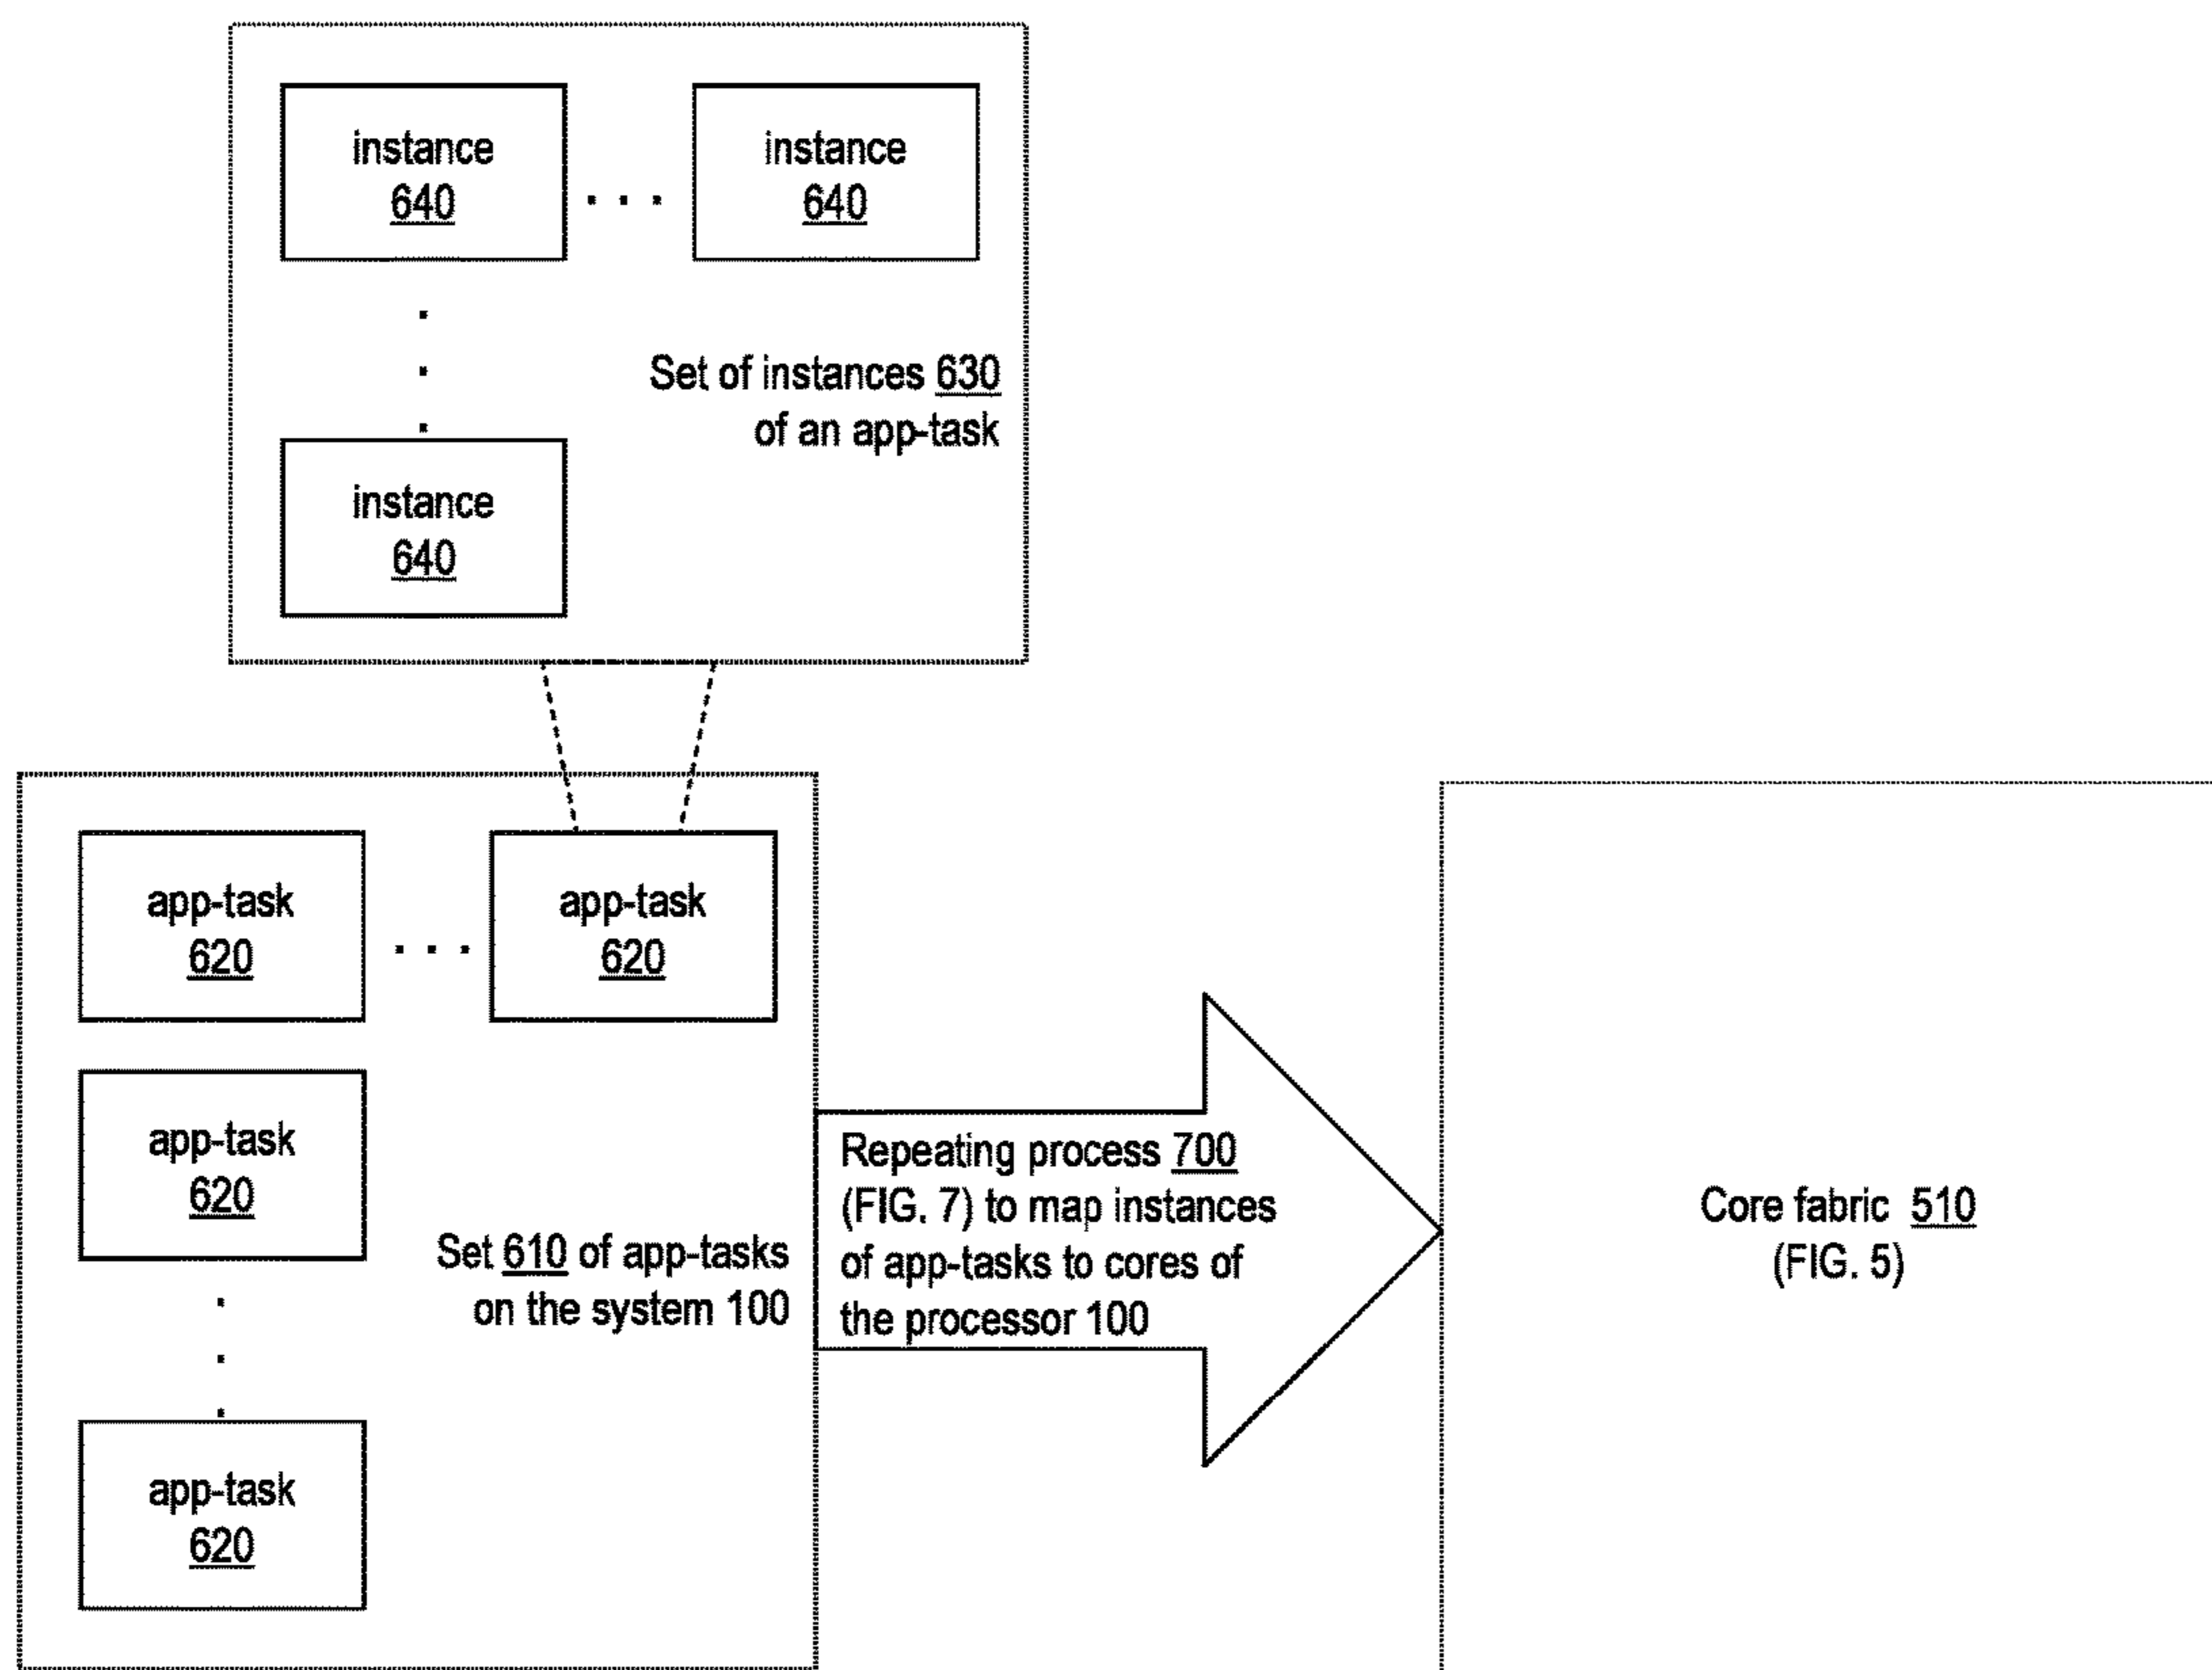 instance
640
. . .
instance
640
.
.
.
Set of instances 630
of an app-task
instance
640
app-task
620
. . .
app-task
620
app-task
620
Set 610 of app-tasks
on the system 100
.
.
.
app-task
620
Repeating process 700
(FIG. 7) to map instances
of app-tasks to cores of
the processor 100
Core fabric 510
(FIG. 5)